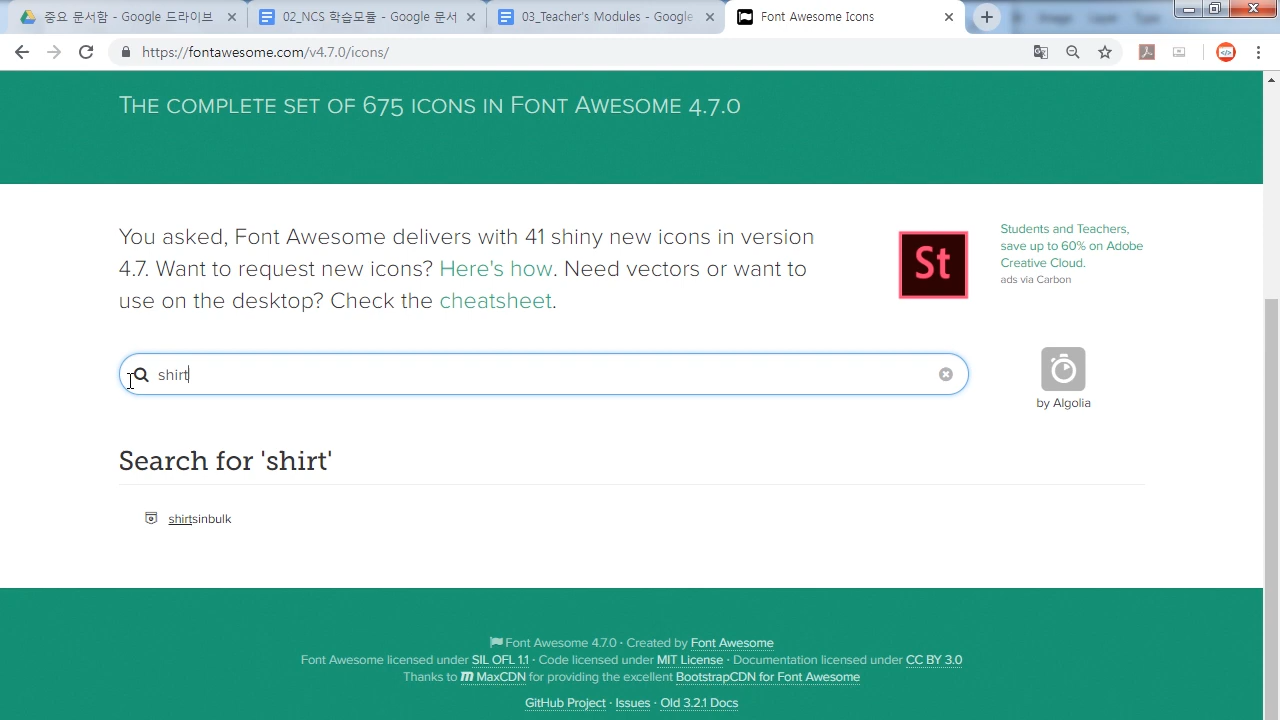 공유 문서함 - Google 드라이브
02_NCS 학습모듈 - Google 문서
03_Teacher's Modules - Google
Font Awesome Icons
https://fontawesome.com/v4.7.0/icons/
The complete set of 675 icons in Font Awesome 4.7.0
You asked, Font Awesome delivers with 41 shiny new icons in version
4.7. Want to request new icons? Here's how. Need vectors or want to
use on the desktop? Check the cheatsheet.
St
Students and Teachers,
save up to 60% on Adobe
Creative Cloud.
ads via Carbon
shirt
by Algolia
Search for 'shirt'
shirtsinbulk
Font Awesome 4.7.0 · Created by Font Awesome
Font Awesome licensed under SIL OFL 1.1 · Code licensed under MIT License · Documentation licensed under CC BY 3.0
Thanks to MaxCDN for providing the excellent BootstrapCDN for Font Awesome
GitHub Project · Issues · Old 3.2.1 Docs